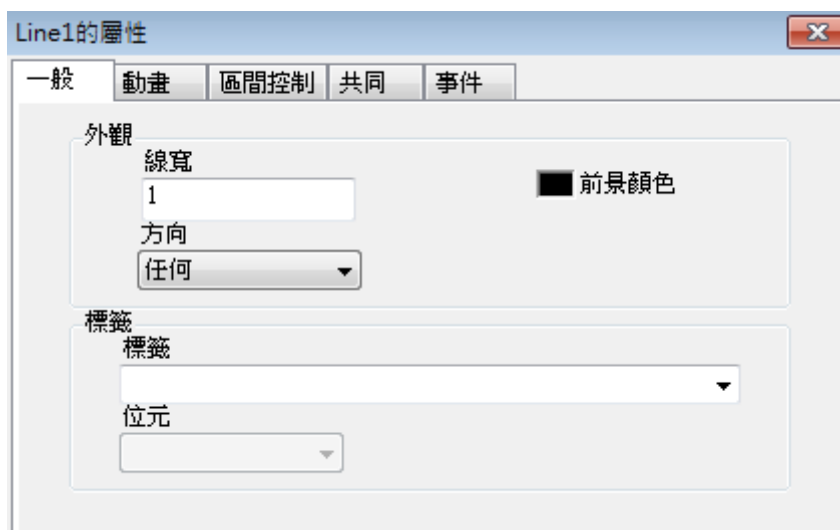 Line1的屬性
一般 動畫 區間控制 共同 事件
外觀
線寬
1
前景顏色
方向
任何
標籤
標籤
位元